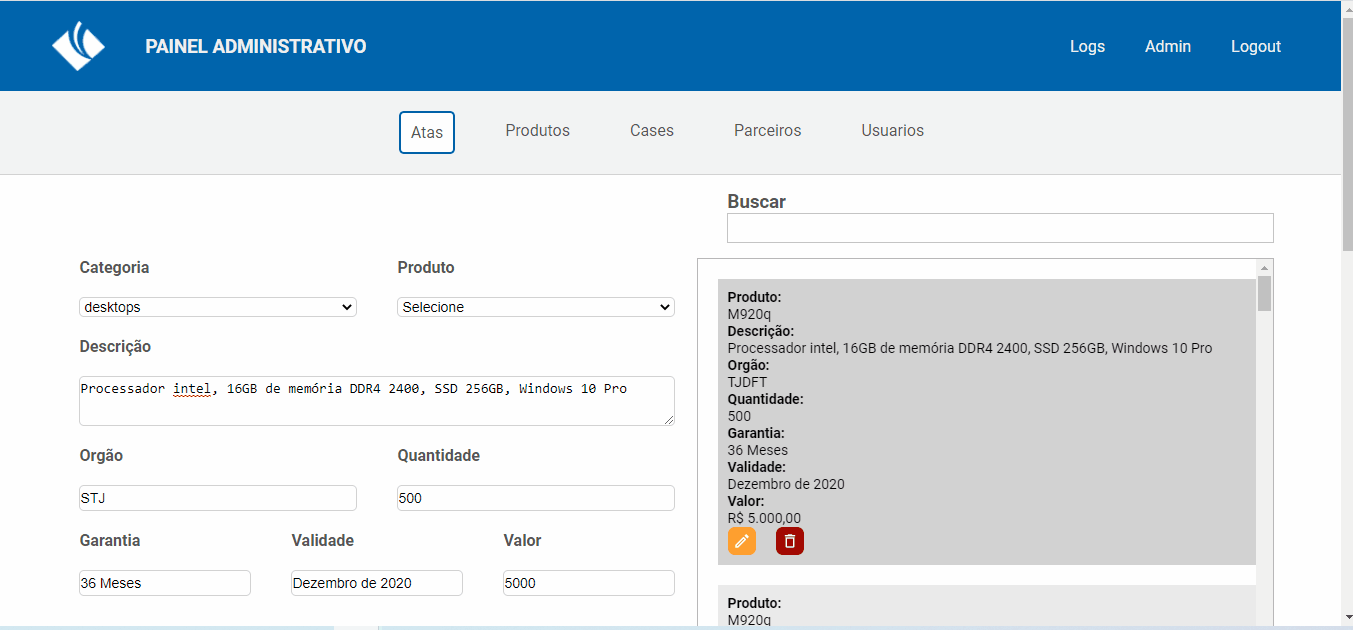 PAINEL ADMINISTRATIVO
Logs Admin Logout
Atas Produtos Cases Parceiros Usuarios
Buscar
Categoria Produto
desktops Selecione
Descrição
Processador intel, 16GB de memória DDR4 2400, SSD 256GB, Windows 10 Pro
Orgão Quantidade
STJ 500
Garantia Validade Valor
36 Meses Dezembro de 2020 5000
Produto:
M920q
Descrição:
Processador intel, 16GB de memória DDR4 2400, SSD 256GB, Windows 10 Pro
Orgão:
TJDFT
Quantidade:
500
Garantia:
36 Meses
Validade:
Dezembro de 2020
Valor:
R$ 5.000,00
Produto:
M920q